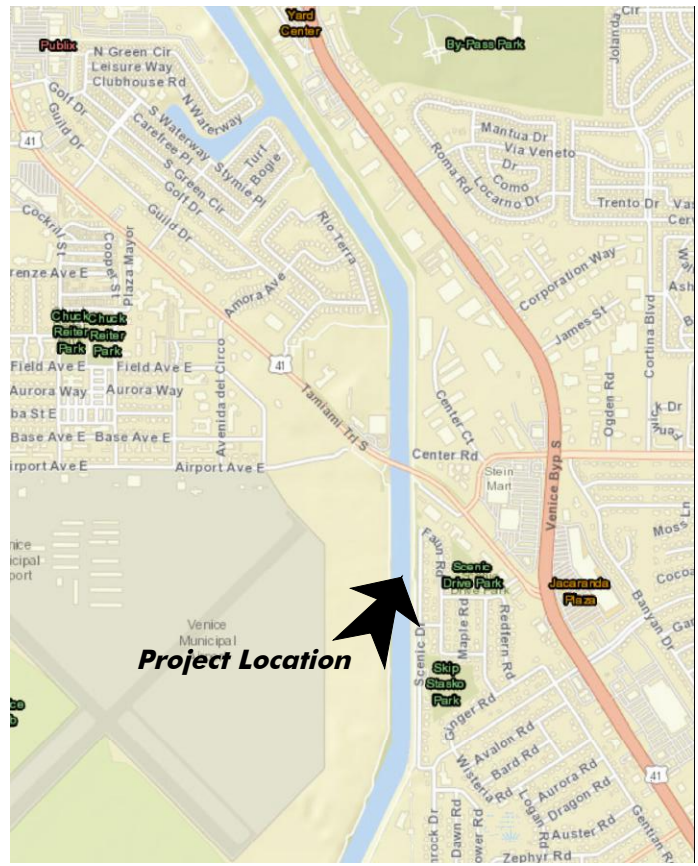 Publix
Yard
Center
By-Pass Park
Jolanda Cir
N Green Cir
Leisure Way
Clubhouse Rd
N Waterway
Golf Dr
Guild Dr
41
S Waterway
Carefree Pl
Stymie Pl
S Green Cir
Turf
Bogie
Golf Dr
Guild Dr
Mantua Dr
Via Veneto
Dr
Como
Locarno Dr
Roma Rd
Trento Dr
Rio Terra
Amora Ave
Cockrill St
Cooper St
Plaza Mayor
Corporation Way
James St
Cortina Blvd
Chuck
Reiter
Park
Chuck
Reiter
Park
Field Ave E
Field Ave E
Aurora Way
Aurora Way
Base Ave E
Base Ave E
Airport Ave E
Avenida del Circo
41
Tamiami Trl S
Center Ct
Center Rd
Ogden Rd
Stein
Mart
Venice Byp S
Moss Ln
Fawn Rd
Scenic
Drive Park
Jacaranda
Plaza
Banyan Dr
Venice
Municipal
Project Location
Scenic Dr
Maple Rd
Redfern Rd
Skip
Stasko
Park
Ginger Rd
Avalon Rd
Bard Rd
Wisteria Rd
Aurora Rd
Dragon Rd
Logan Rd
Auster Rd
Zephyr Rd
Dawn Rd
41
Gentian Rd